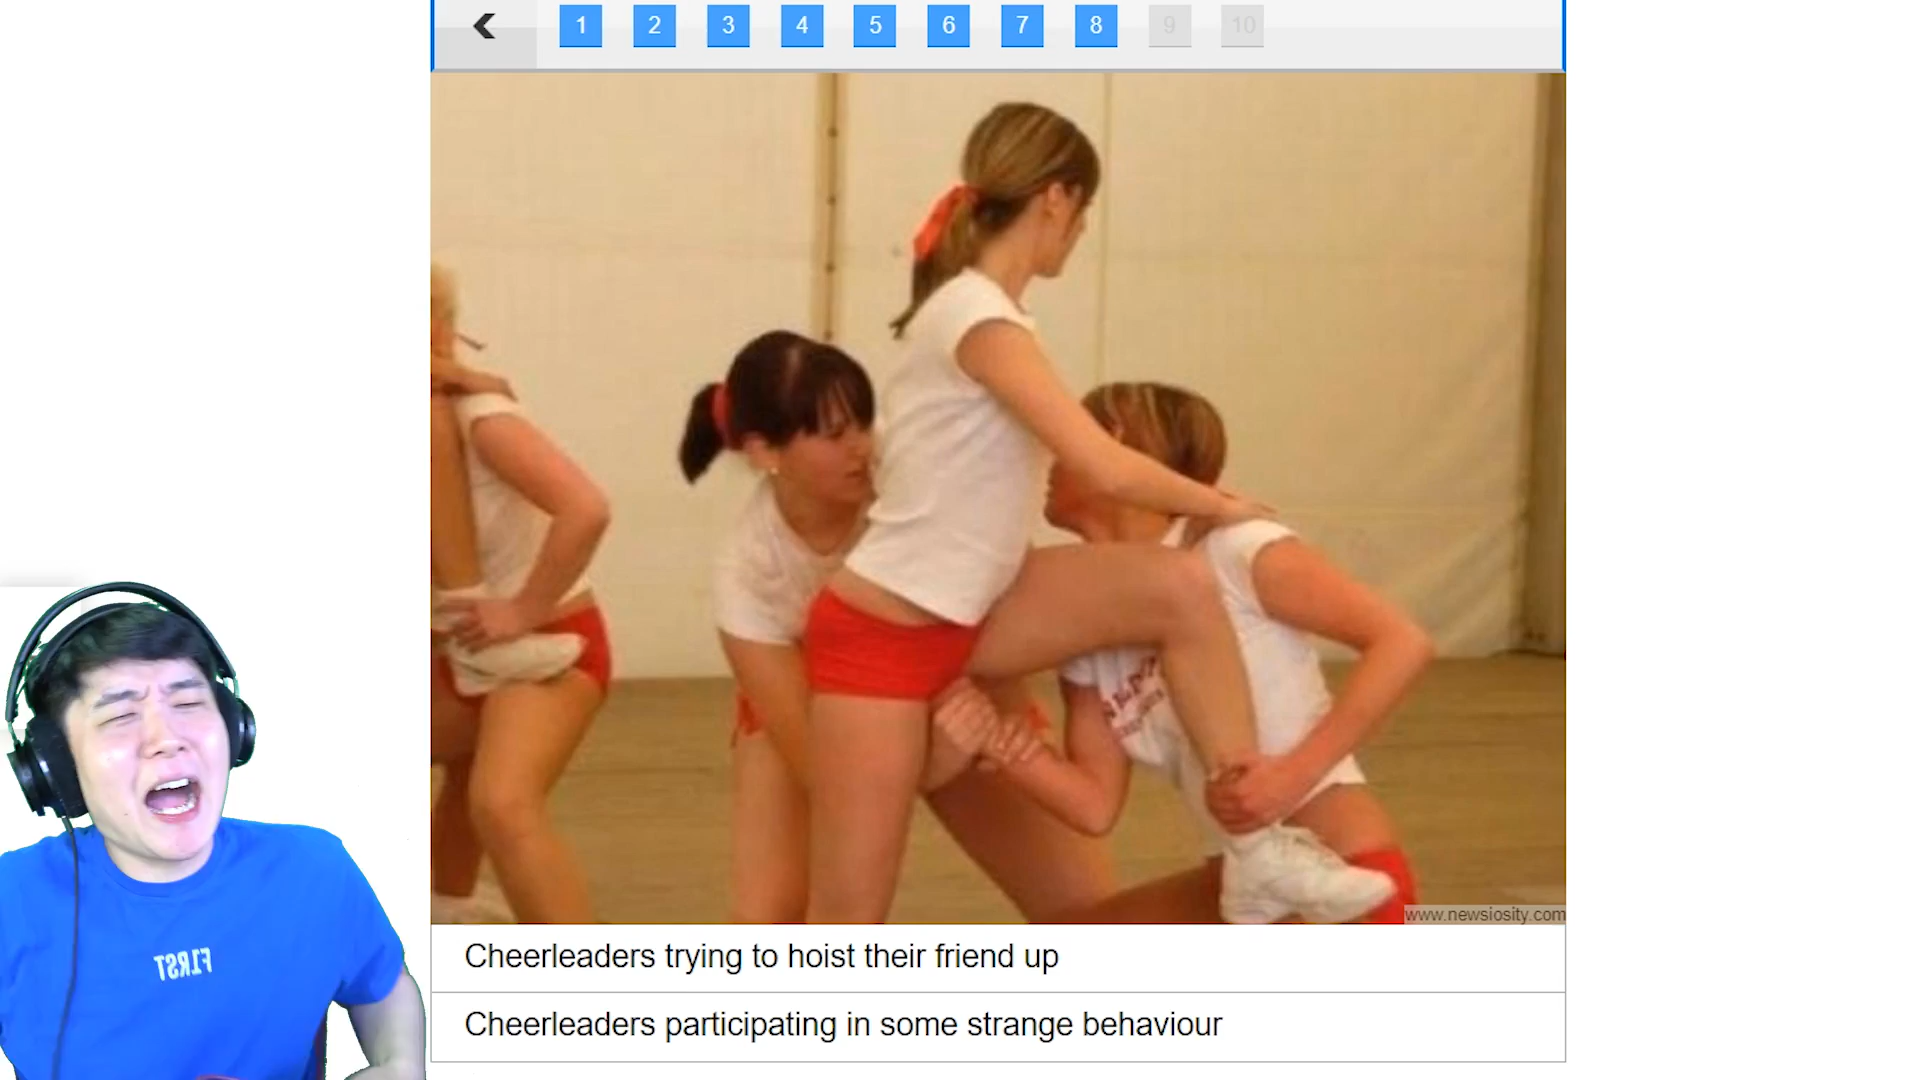 1 2 3 4 5 6 7 8 9 10
www.newsiosity.com
F1RST
Cheerleaders trying to hoist their friend up
Cheerleaders participating in some strange behaviour